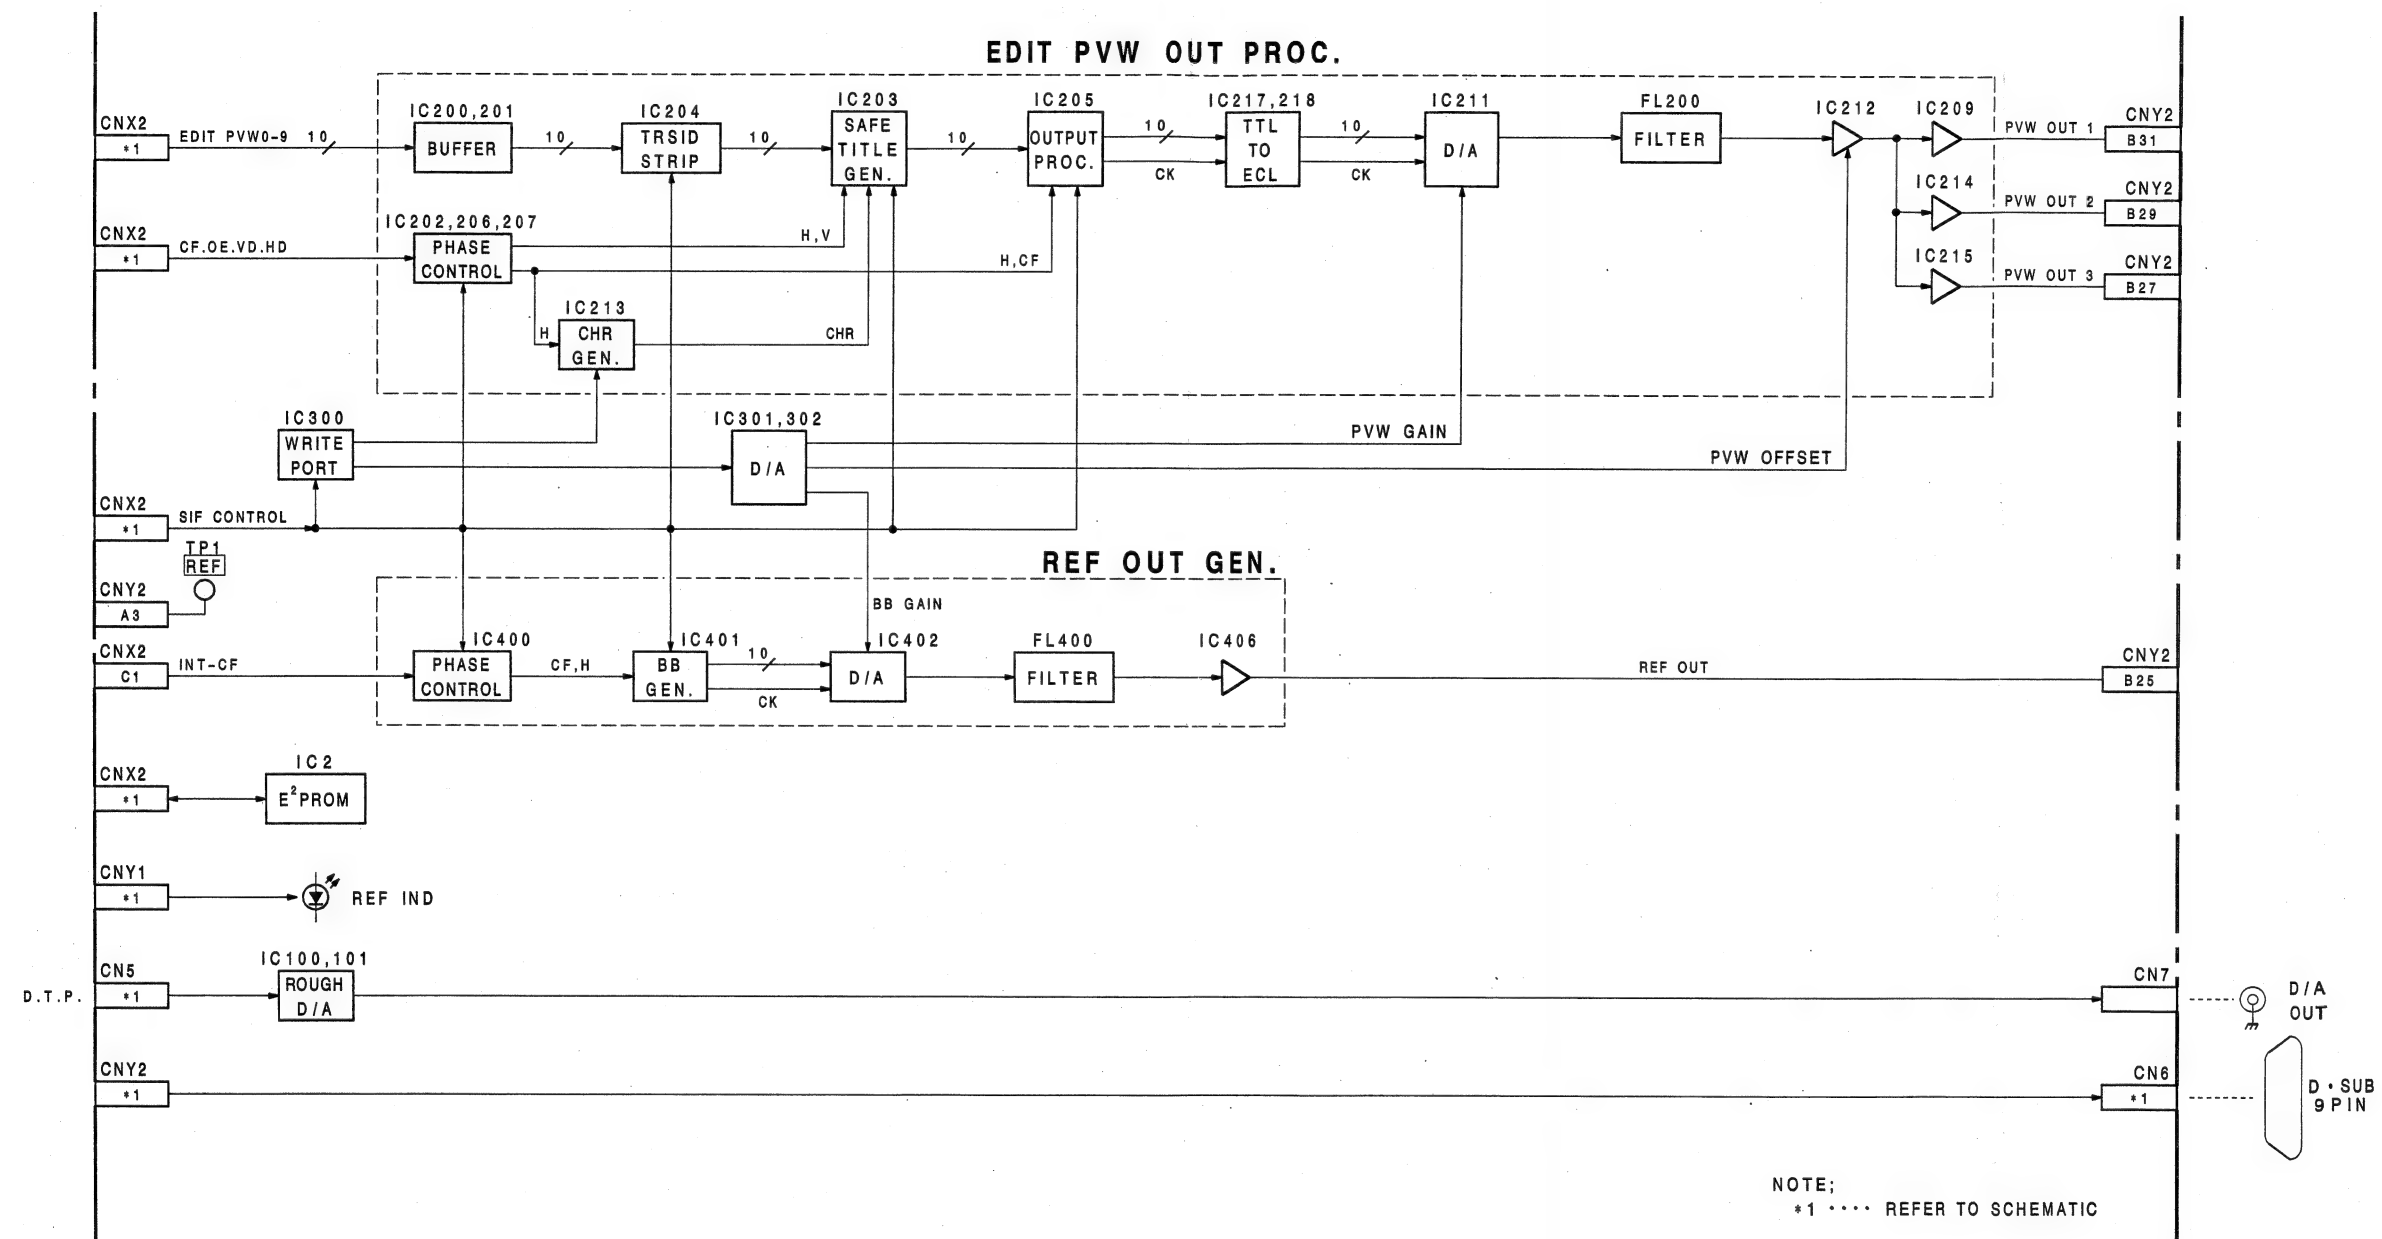 EDIT PVW OUT PROC.
CNX2
*1
EDIT PVW0-9 10
IC200,201
BUFFER
10
IC204
TRSID
STRIP
10
IC203
SAFE
TITLE
GEN.
10
IC205
OUTPUT
PROC.
10
CK
IC217,218
TTL
TO
ECL
10
CK
IC211
D/A
FL200
FILTER
IC212
IC209
PVW OUT 1
CNY2
B31
IC214
PVW OUT 2
CNY2
B29
IC215
PVW OUT 3
CNY2
B27
CNX2
*1
CF.OE.VD.HD
IC202,206,207
PHASE
CONTROL
H,V
H,CF
H
IC213
CHR
GEN.
CHR
IC300
WRITE
PORT
IC301,302
D/A
PVW GAIN
PVW OFFSET
CNX2
*1
SIF CONTROL
TP1
REF
CNY2
A3
REF OUT GEN.
BB GAIN
CNX2
C1
INT-CF
IC400
PHASE
CONTROL
CF,H
IC401
BB
GEN.
10
CK
IC402
D/A
FL400
FILTER
IC406
REF OUT
CNY2
B25
CNX2
*1
IC2
E²PROM
CNY1
*1
REF IND
D.T.P.
CN5
*1
IC100,101
ROUGH
D/A
CN7
D/A
OUT
CNY2
*1
CN6
*1
D・SUB
9PIN
NOTE;
*1 ···· REFER TO SCHEMATIC